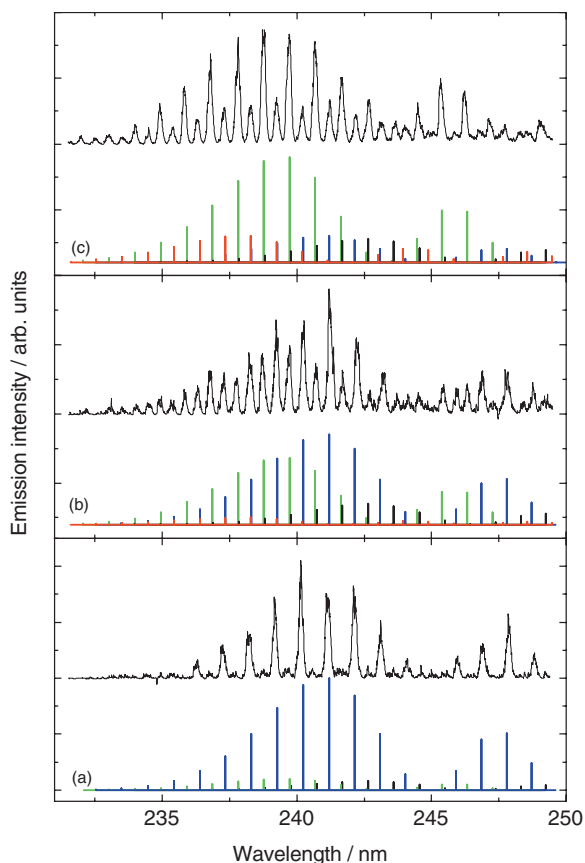 (c)
(b)
(a)
Emission intensity / arb. units
235
240
245
250
Wavelength / nm